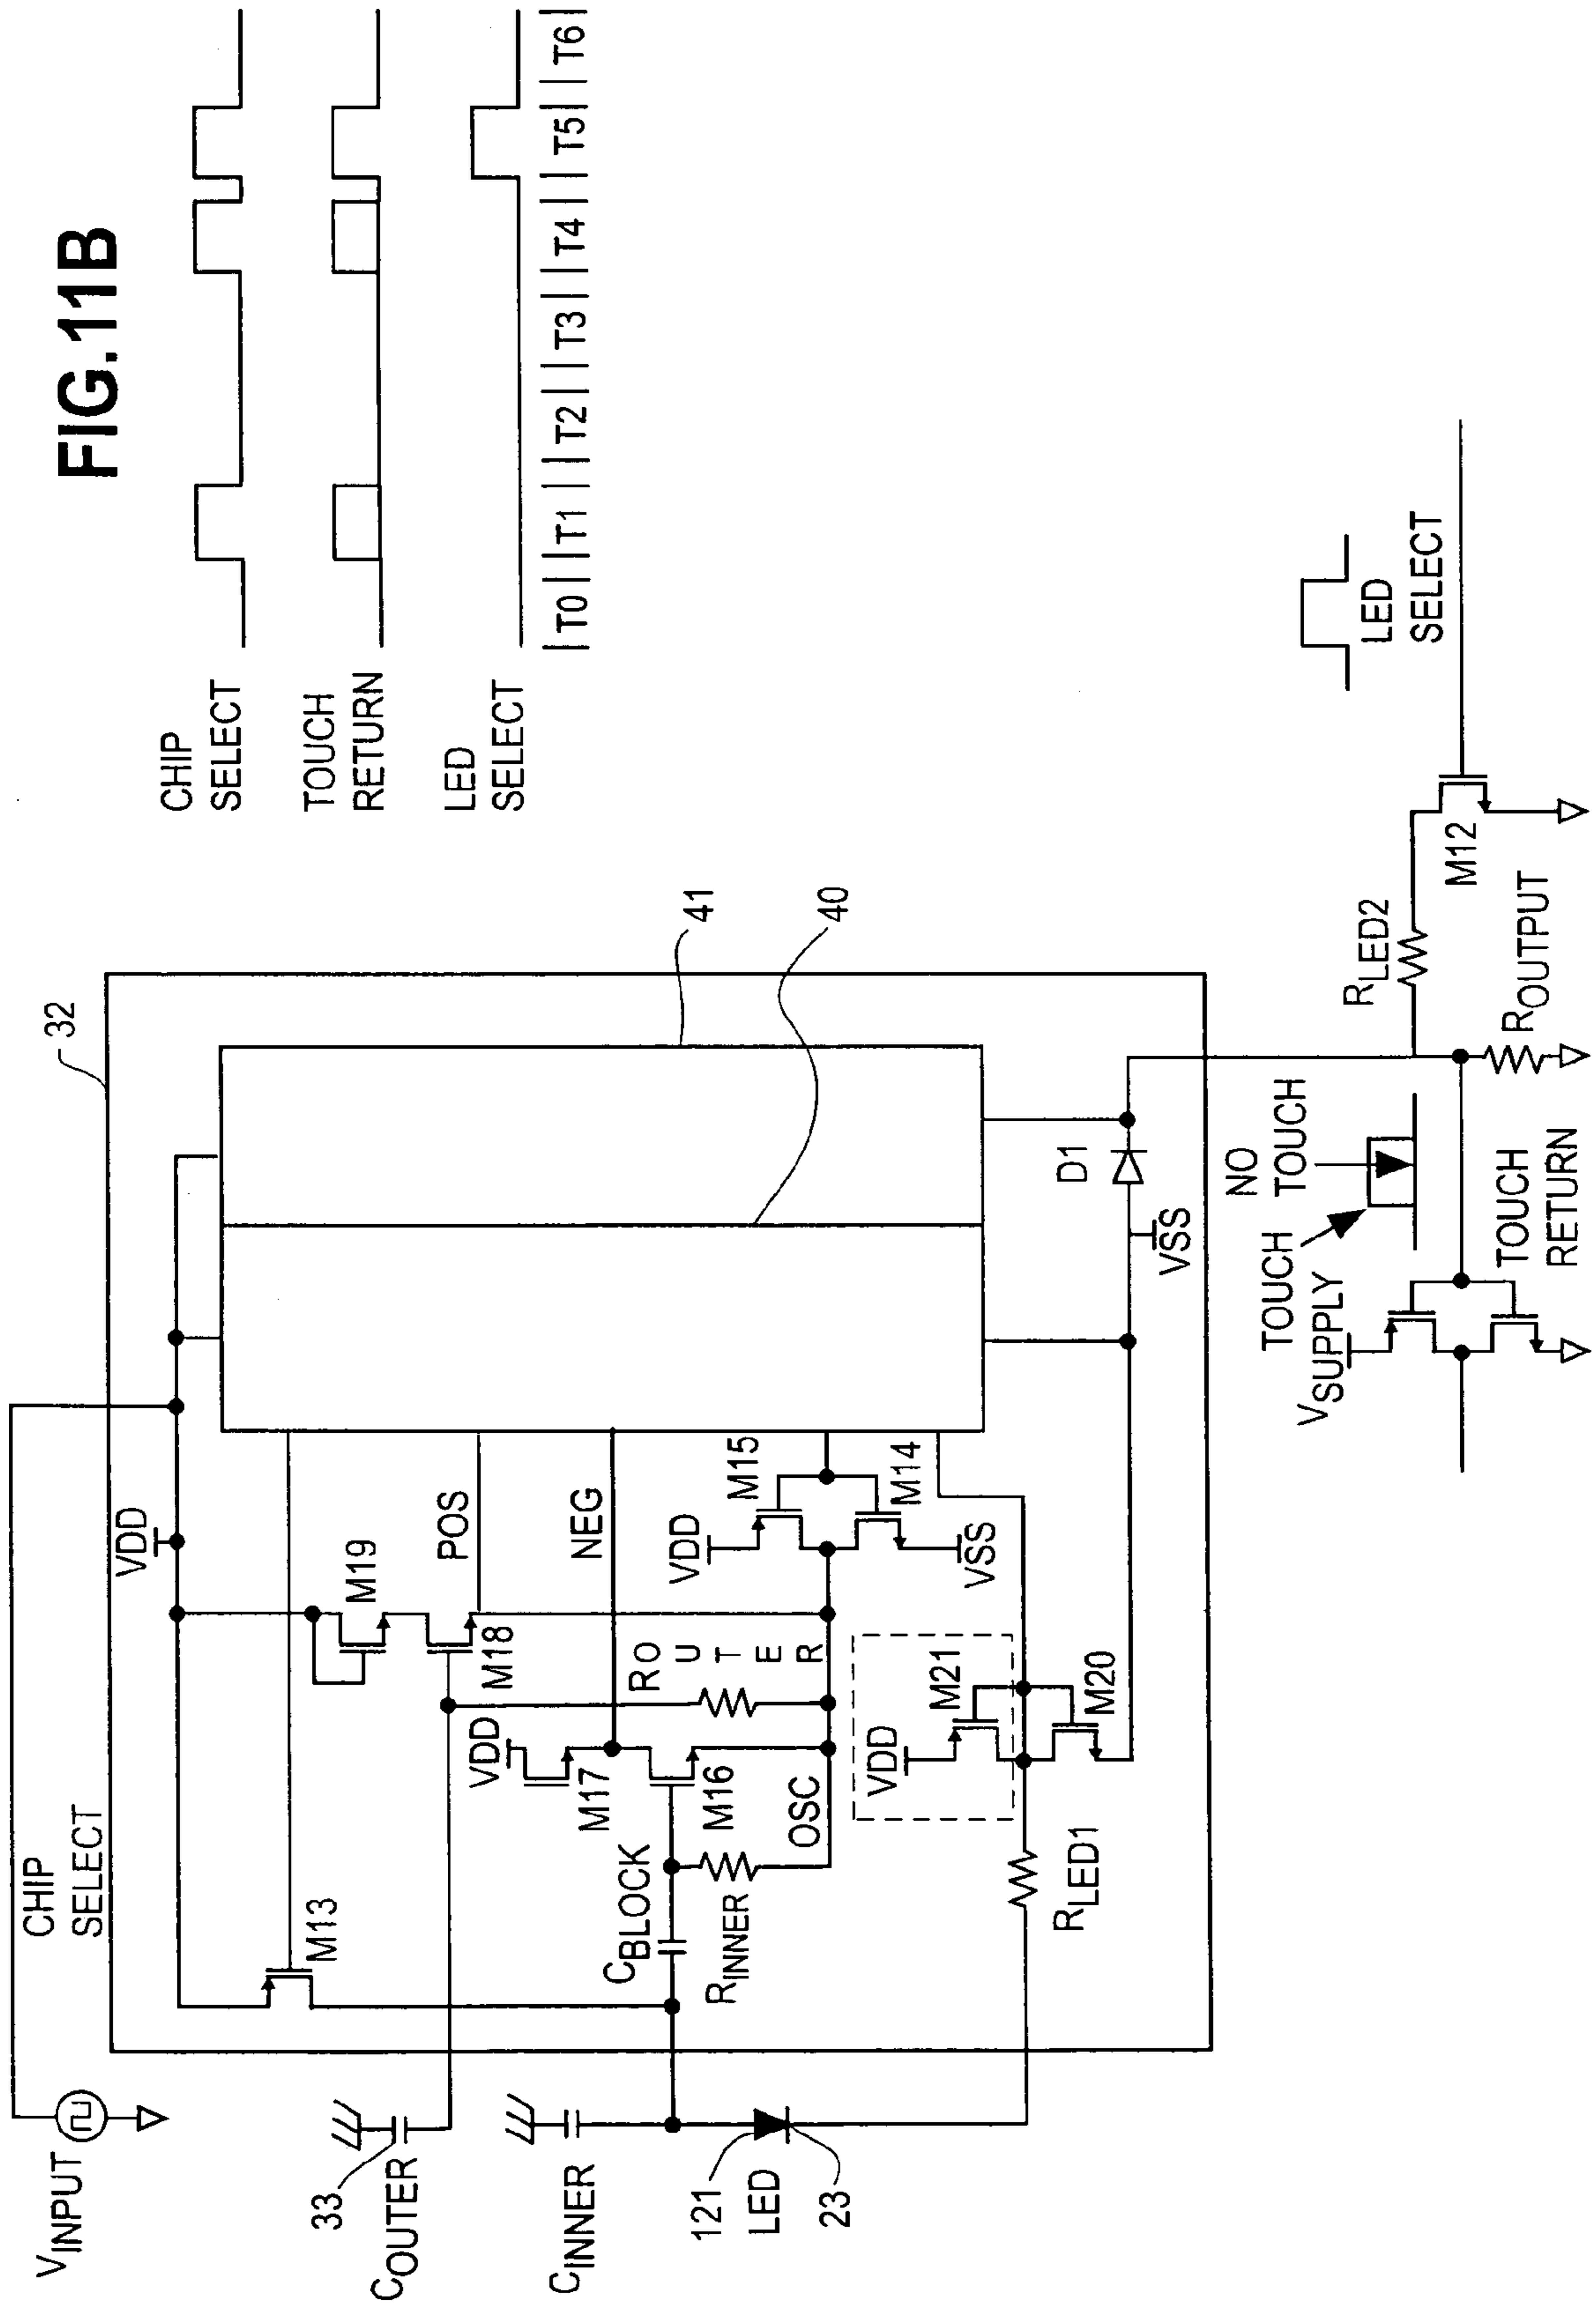 FIG.11B
CHIP
SELECT
TOUCH
RETURN
LED
SELECT
T0 T1 T2 T3 T4 T5 T6
VINPUT
CHIP
SELECT
32
VDD
M13
M19
33
COUTER
POS
M18
VDD
ROUTER
NEG
M17
CINNER
CBLOCK
M16
RINNER
OSC
VDD
M15
M14
VSS
41
40
121
LED
23
VDD
M21
M20
RLED1
D1
VSS
TOUCH
NO
TOUCH
VSUPPLY
TOUCH
RETURN
RLED2
ROUTPUT
M12
LED
SELECT